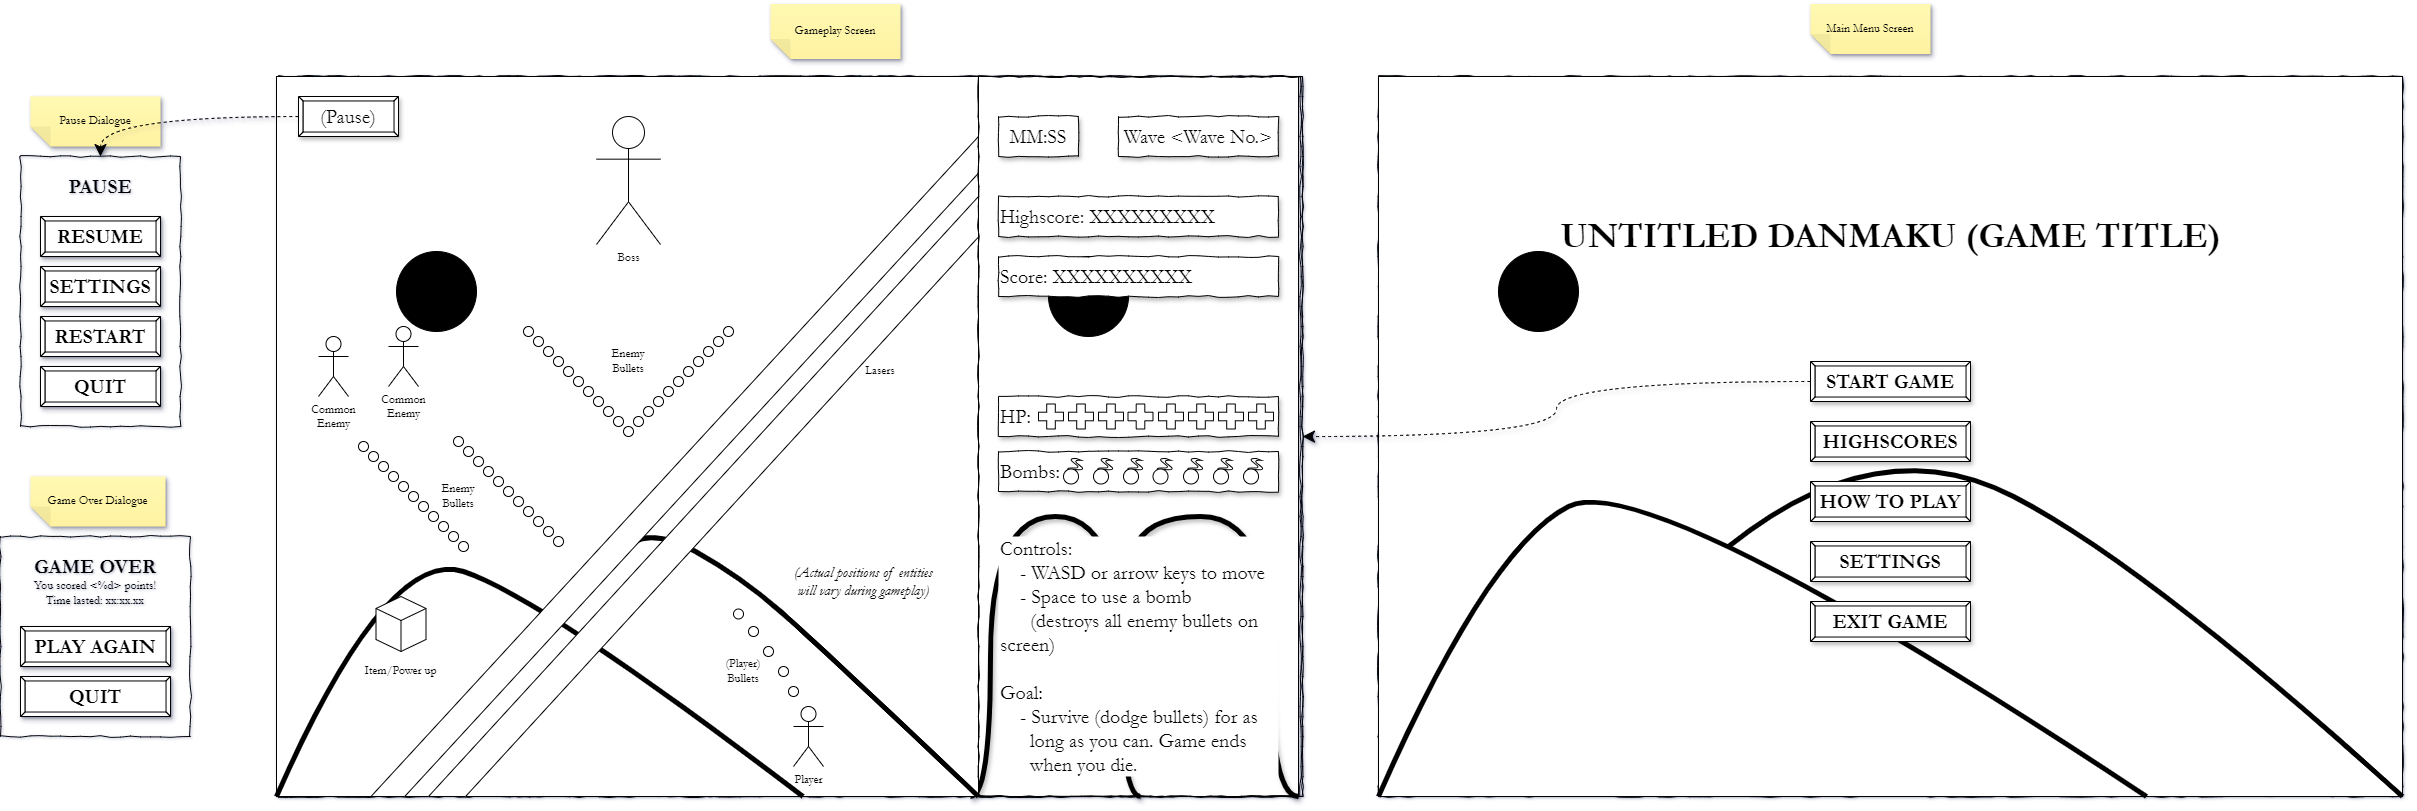 Gameplay Screen
Main Menu Screen
Pause Dialogue
PAUSE
RESUME
SETTINGS
RESTART
QUIT
Game Over Dialogue
GAME OVER
You scored <%d> points!
Time lasted: xx:xx.xx
PLAY AGAIN
QUIT
(Pause)
Boss
Common
Enemy
Common
Enemy
Enemy
Bullets
Enemy
Bullets
Lasers
(Actual positions of entities
will vary during gameplay)
Item/Power up
(Player)
Bullets
Player
MM:SS
Wave <Wave No.>
Highscore: XXXXXXXXX
Score: XXXXXXXXXX
HP:
Bombs:
Controls:
- WASD or arrow keys to move
- Space to use a bomb
(destroys all enemy bullets on
screen)
Goal:
- Survive (dodge bullets) for as
long as you can. Game ends
when you die.
UNTITLED DANMAKU (GAME TITLE)
START GAME
HIGHSCORES
HOW TO PLAY
SETTINGS
EXIT GAME